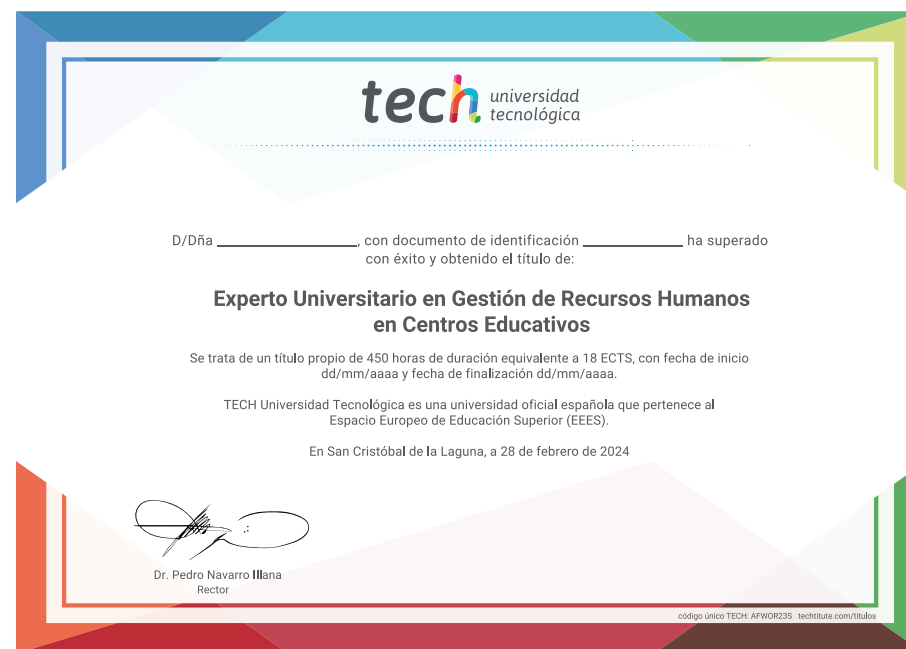 tech universidad
tecnológica
D/Dña ____________________, con documento de identificación ______________ ha superado
con éxito y obtenido el título de:
Experto Universitario en Gestión de Recursos Humanos
en Centros Educativos
Se trata de un título propio de 450 horas de duración equivalente a 18 ECTS, con fecha de inicio
dd/mm/aaaa y fecha de finalización dd/mm/aaaa.
TECH Universidad Tecnológica es una universidad oficial española que pertenece al
Espacio Europeo de Educación Superior (EEES).
En San Cristóbal de la Laguna, a 28 de febrero de 2024
Dr. Pedro Navarro Illana
Rector
código único TECH: AFWOR23S techtitute.com/titulos